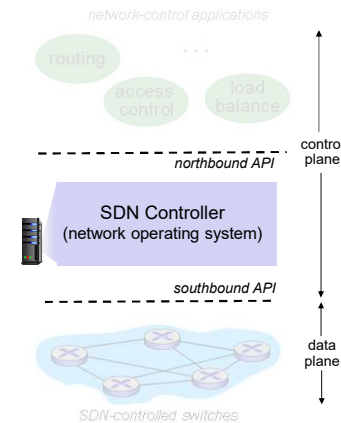 network-control applications
routing
. . .
access
control
load
balance
contro
plane
northbound API
SDN Controller
(network operating system)
southbound API
data
plane
SDN-controlled switches